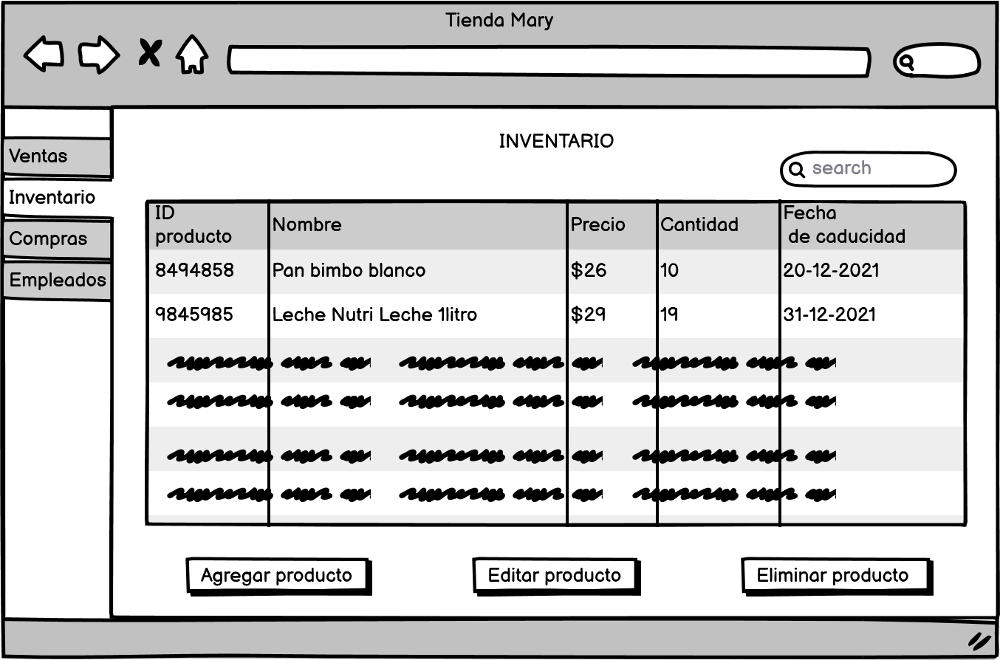 Tienda Mary
INVENTARIO
search
Ventas
Inventario
Compras
Empleados
ID producto Nombre Precio Cantidad Fecha de caducidad
8494858 Pan bimbo blanco $26 10 20-12-2021
9845985 Leche Nutri Leche 1litro $29 19 31-12-2021
Agregar producto Editar producto Eliminar producto